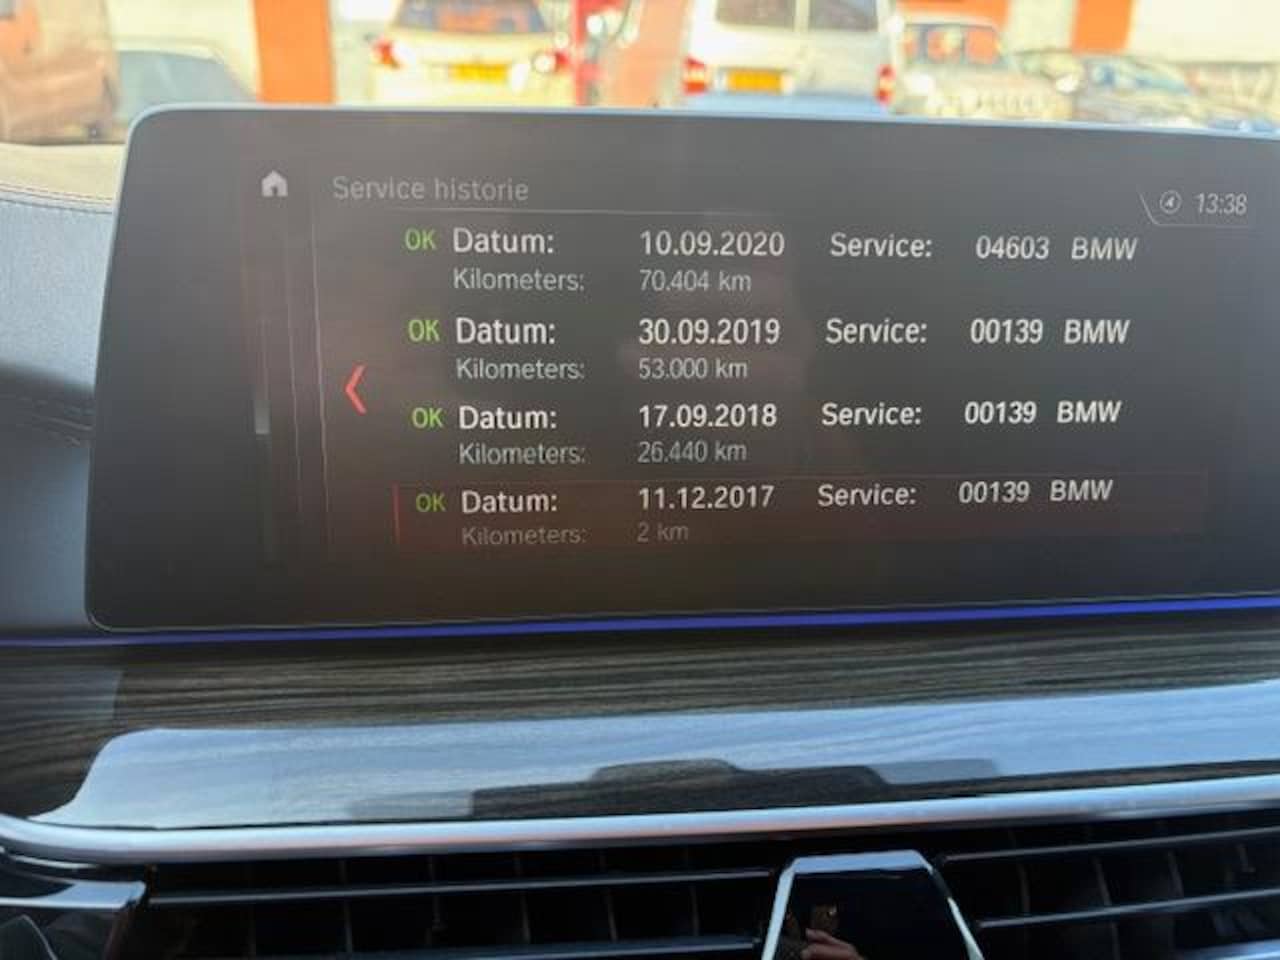 Service historie
13:38
OK Datum: 10.09.2020 Service: 04603 BMW
Kilometers: 70.404 km
OK Datum: 30.09.2019 Service: 00139 BMW
Kilometers: 53.000 km
OK Datum: 17.09.2018 Service: 00139 BMW
Kilometers: 26.440 km
OK Datum: 11.12.2017 Service: 00139 BMW
Kilometers: 2 km